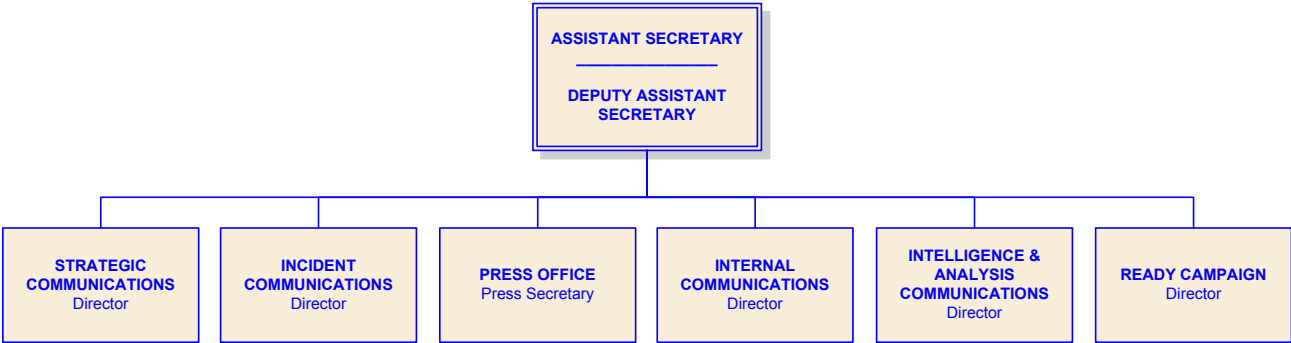 ASSISTANT SECRETARY
DEPUTY ASSISTANT
SECRETARY
STRATEGIC
COMMUNICATIONS
Director
INCIDENT
COMMUNICATIONS
Director
PRESS OFFICE
Press Secretary
INTERNAL
COMMUNICATIONS
Director
INTELLIGENCE &
ANALYSIS
COMMUNICATIONS
Director
READY CAMPAIGN
Director